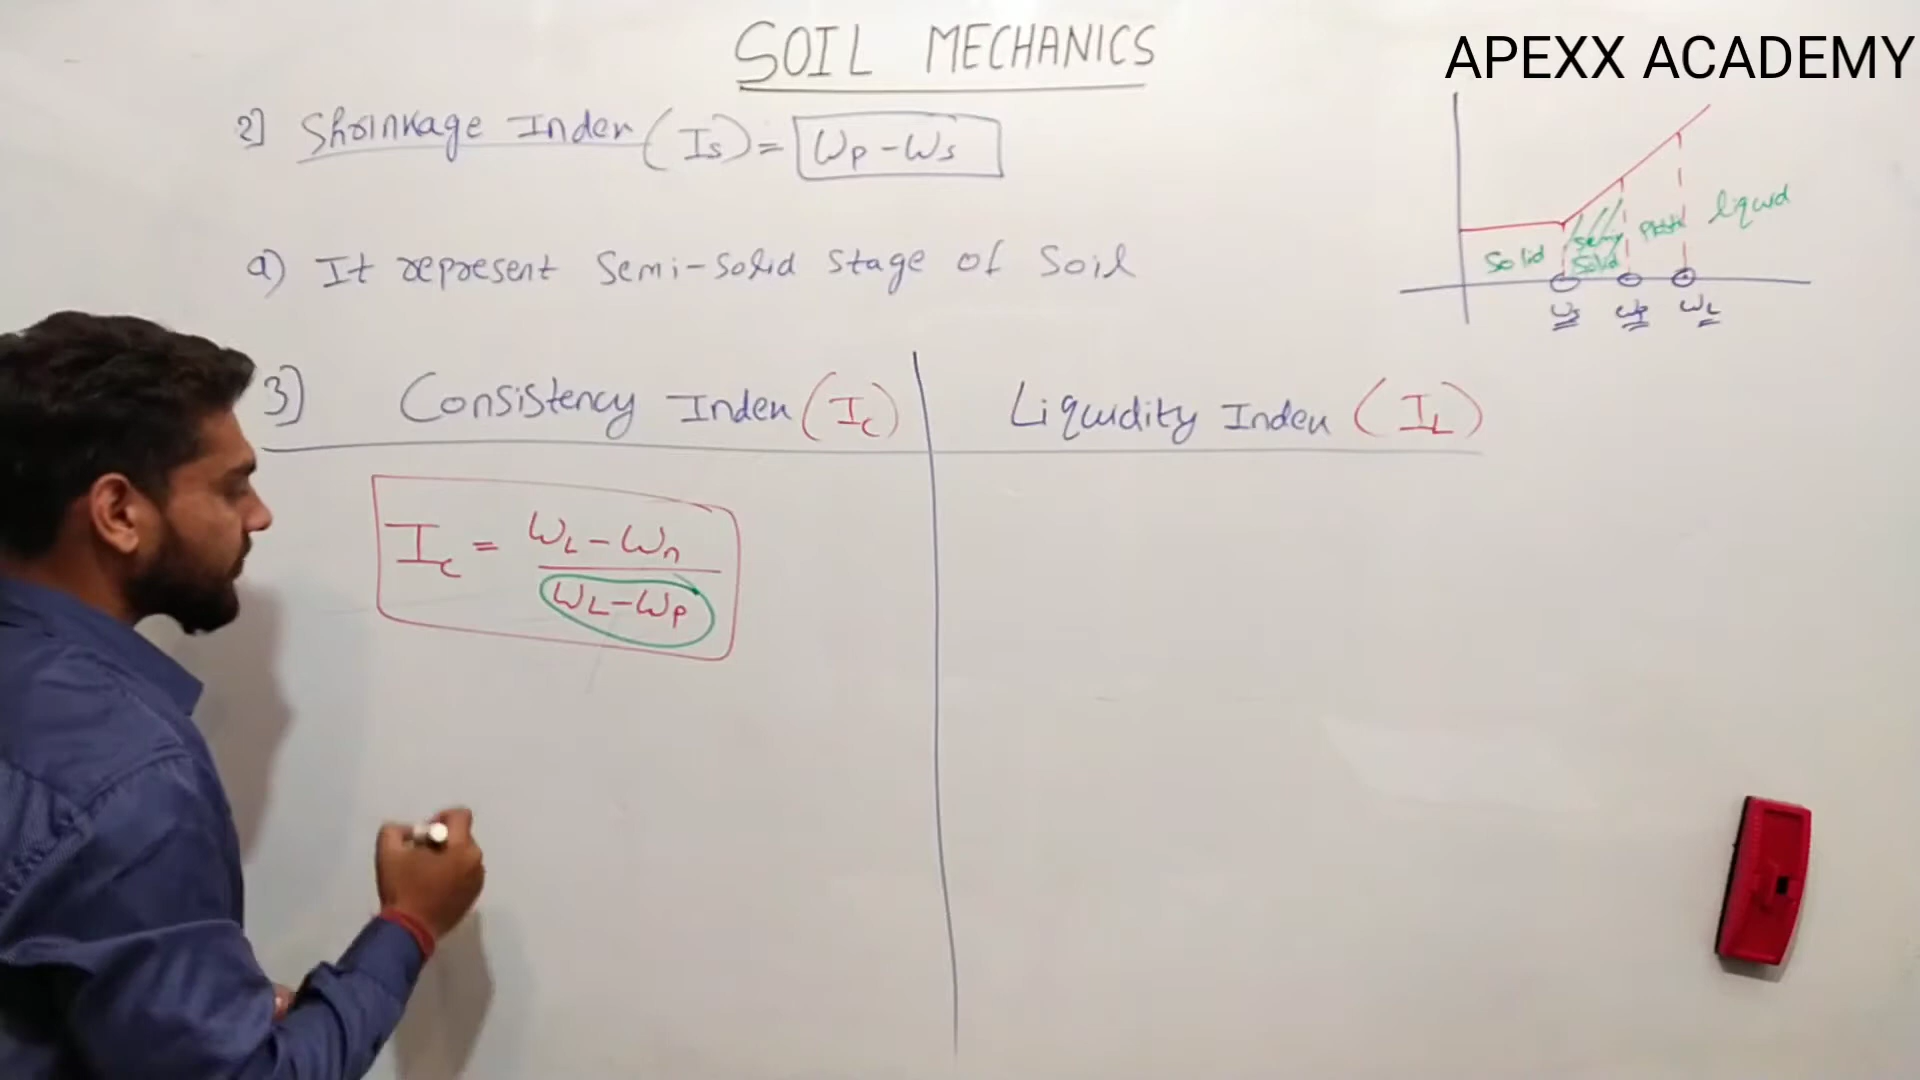 SOIL MECHANICS
APEXX ACADEMY
2] Shrinkage Index (Is) = Wp - Ws
a) It represent Semi-solid stage of Soil
Solid Semi Solid Plastic liquid
Ws Wp WL
3] Consistency Index (Ic)
Liquidity Index (IL)
Ic = WL - Wn
WL - Wp